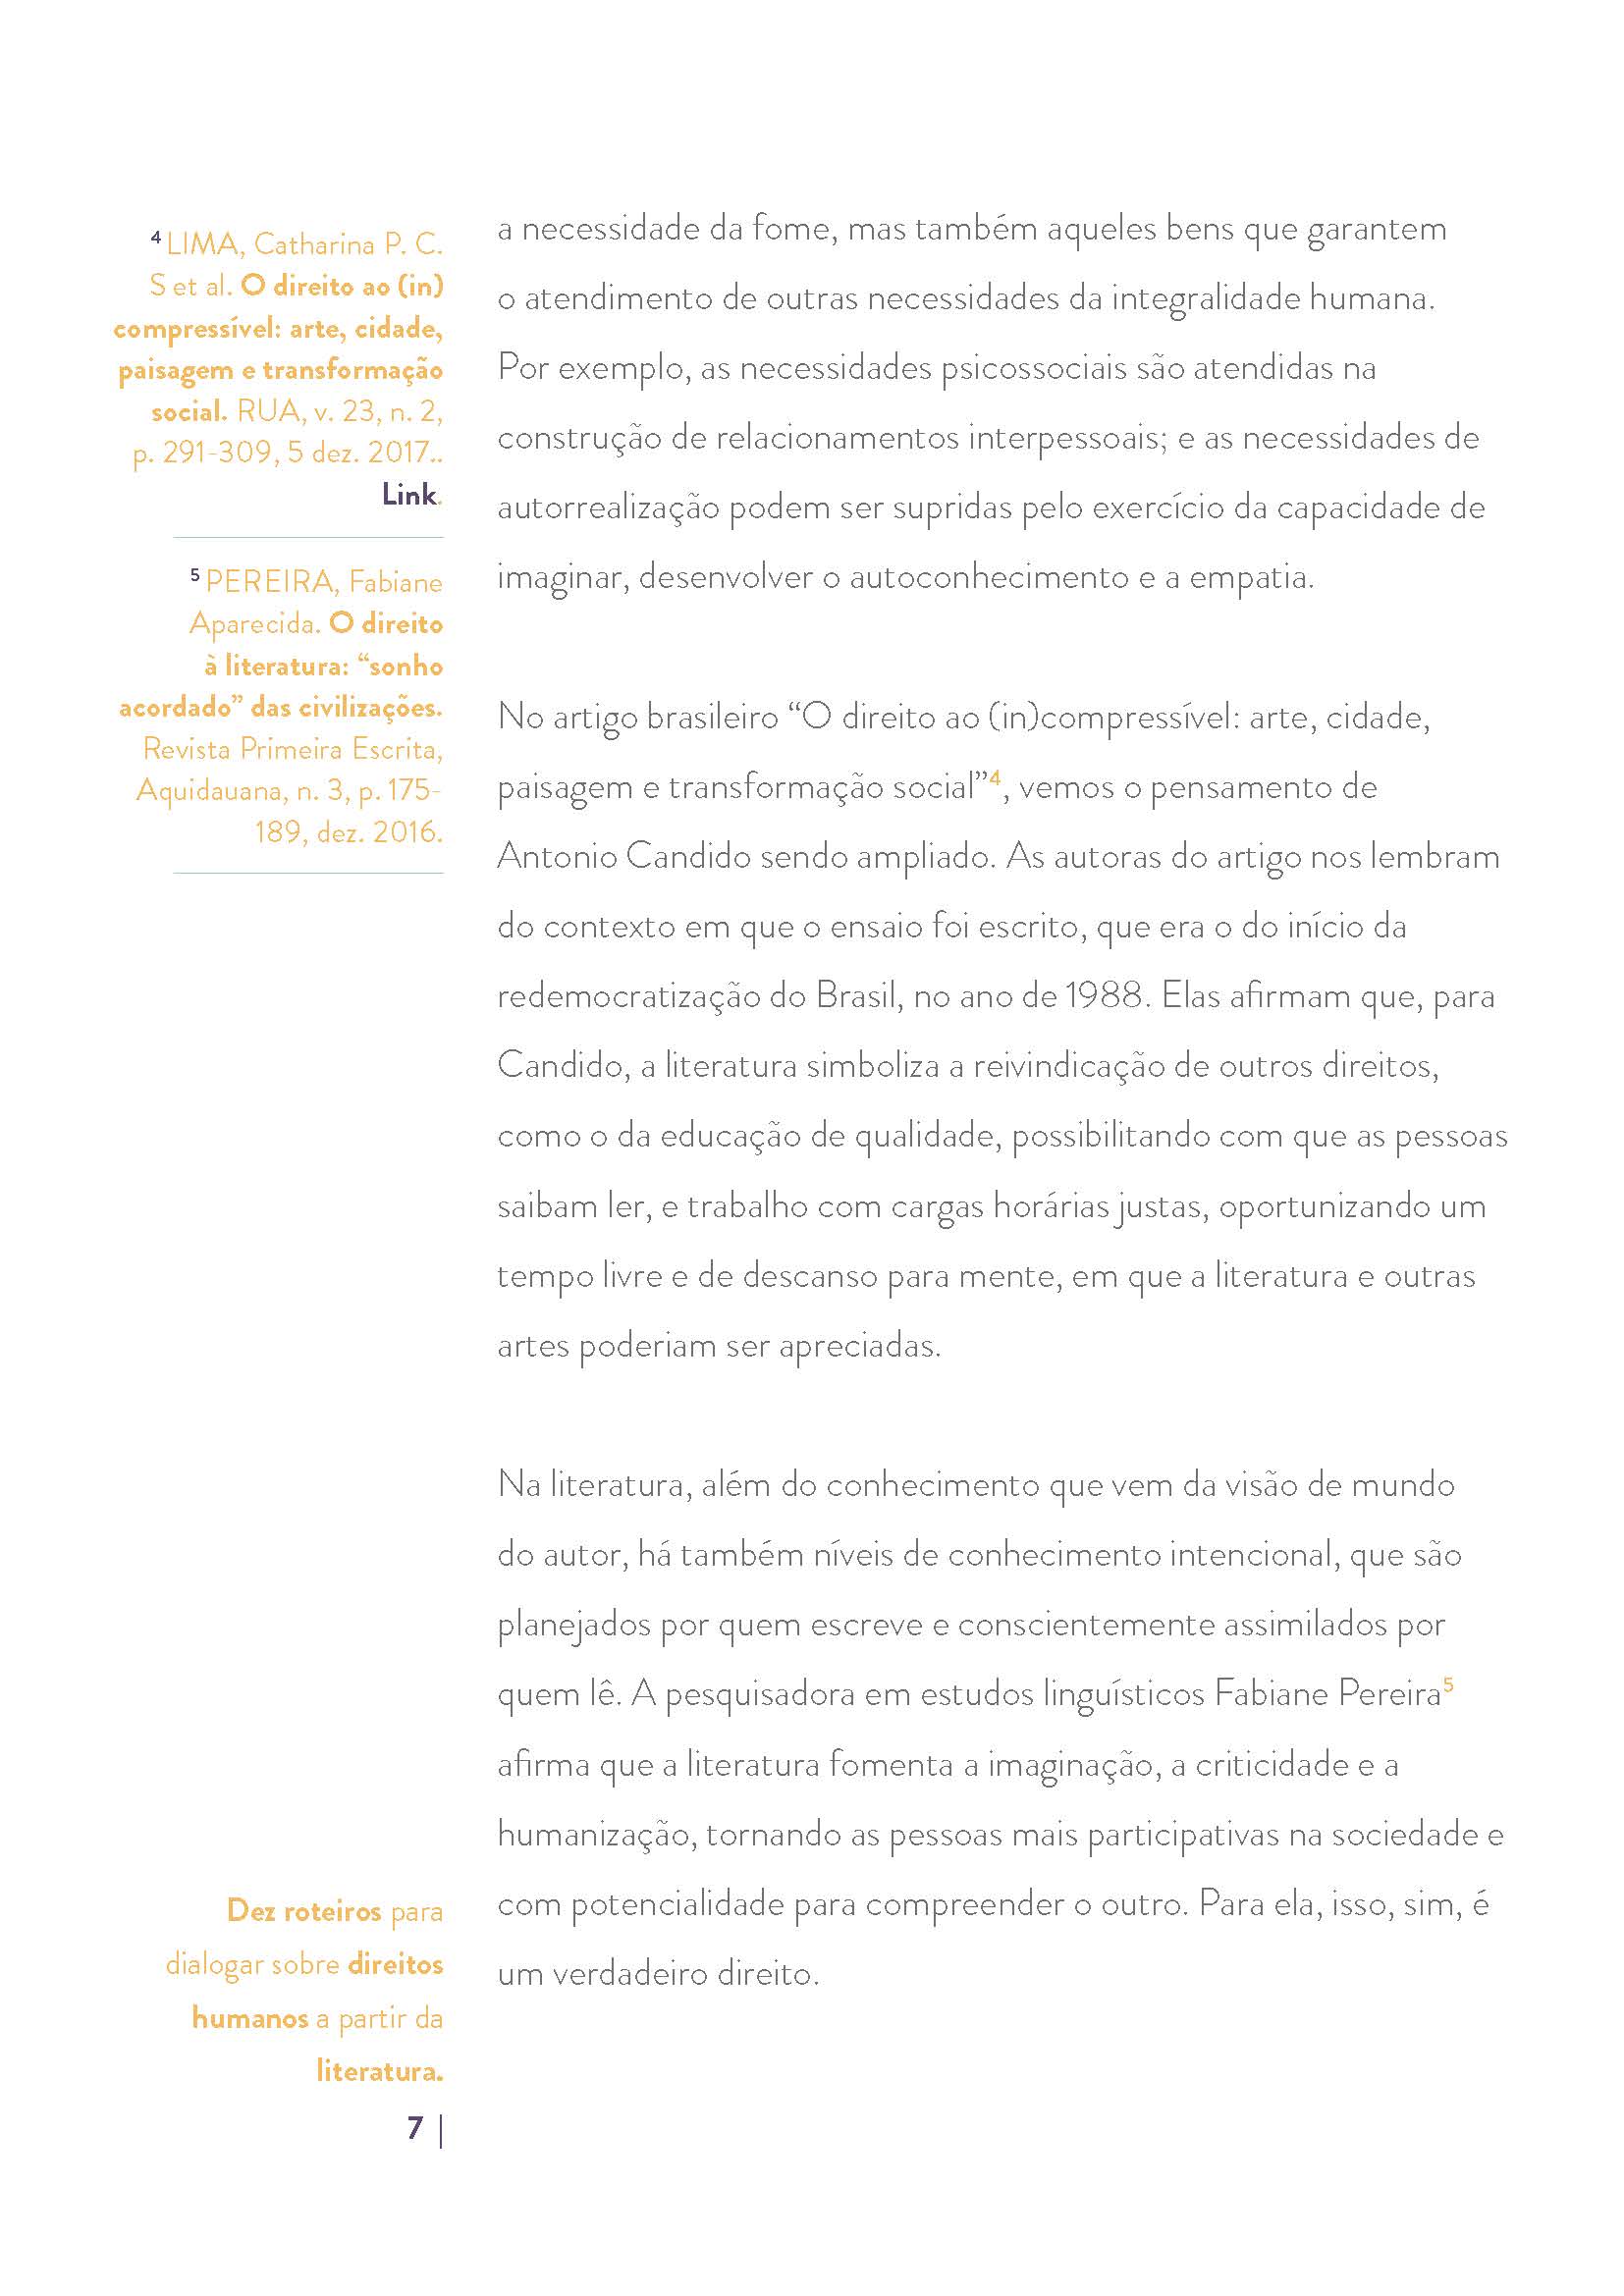 ⁴ LIMA, Catharina P. C.
S et al. O direito ao (in)
compressível: arte, cidade,
paisagem e transformação
social. RUA, v. 23, n. 2,
p. 291-309, 5 dez. 2017..
Link.
⁵ PEREIRA, Fabiane
Aparecida. O direito
à literatura: “sonho
acordado” das civilizações.
Revista Primeira Escrita,
Aquidauana, n. 3, p. 175-
189, dez. 2016.
a necessidade da fome, mas também aqueles bens que garantem
o atendimento de outras necessidades da integralidade humana.
Por exemplo, as necessidades psicossociais são atendidas na
construção de relacionamentos interpessoais; e as necessidades de
autorrealização podem ser supridas pelo exercício da capacidade de
imaginar, desenvolver o autoconhecimento e a empatia.
No artigo brasileiro “O direito ao (in)compressível: arte, cidade,
paisagem e transformação social”⁴, vemos o pensamento de
Antonio Candido sendo ampliado. As autoras do artigo nos lembram
do contexto em que o ensaio foi escrito, que era o do início da
redemocratização do Brasil, no ano de 1988. Elas afirmam que, para
Candido, a literatura simboliza a reivindicação de outros direitos,
como o da educação de qualidade, possibilitando com que as pessoas
saibam ler, e trabalho com cargas horárias justas, oportunizando um
tempo livre e de descanso para mente, em que a literatura e outras
artes poderiam ser apreciadas.
Na literatura, além do conhecimento que vem da visão de mundo
do autor, há também níveis de conhecimento intencional, que são
planejados por quem escreve e conscientemente assimilados por
quem lê. A pesquisadora em estudos linguísticos Fabiane Pereira⁵
afirma que a literatura fomenta a imaginação, a criticidade e a
humanização, tornando as pessoas mais participativas na sociedade e
com potencialidade para compreender o outro. Para ela, isso, sim, é
um verdadeiro direito.
Dez roteiros para
dialogar sobre direitos
humanos a partir da
literatura.
7 |